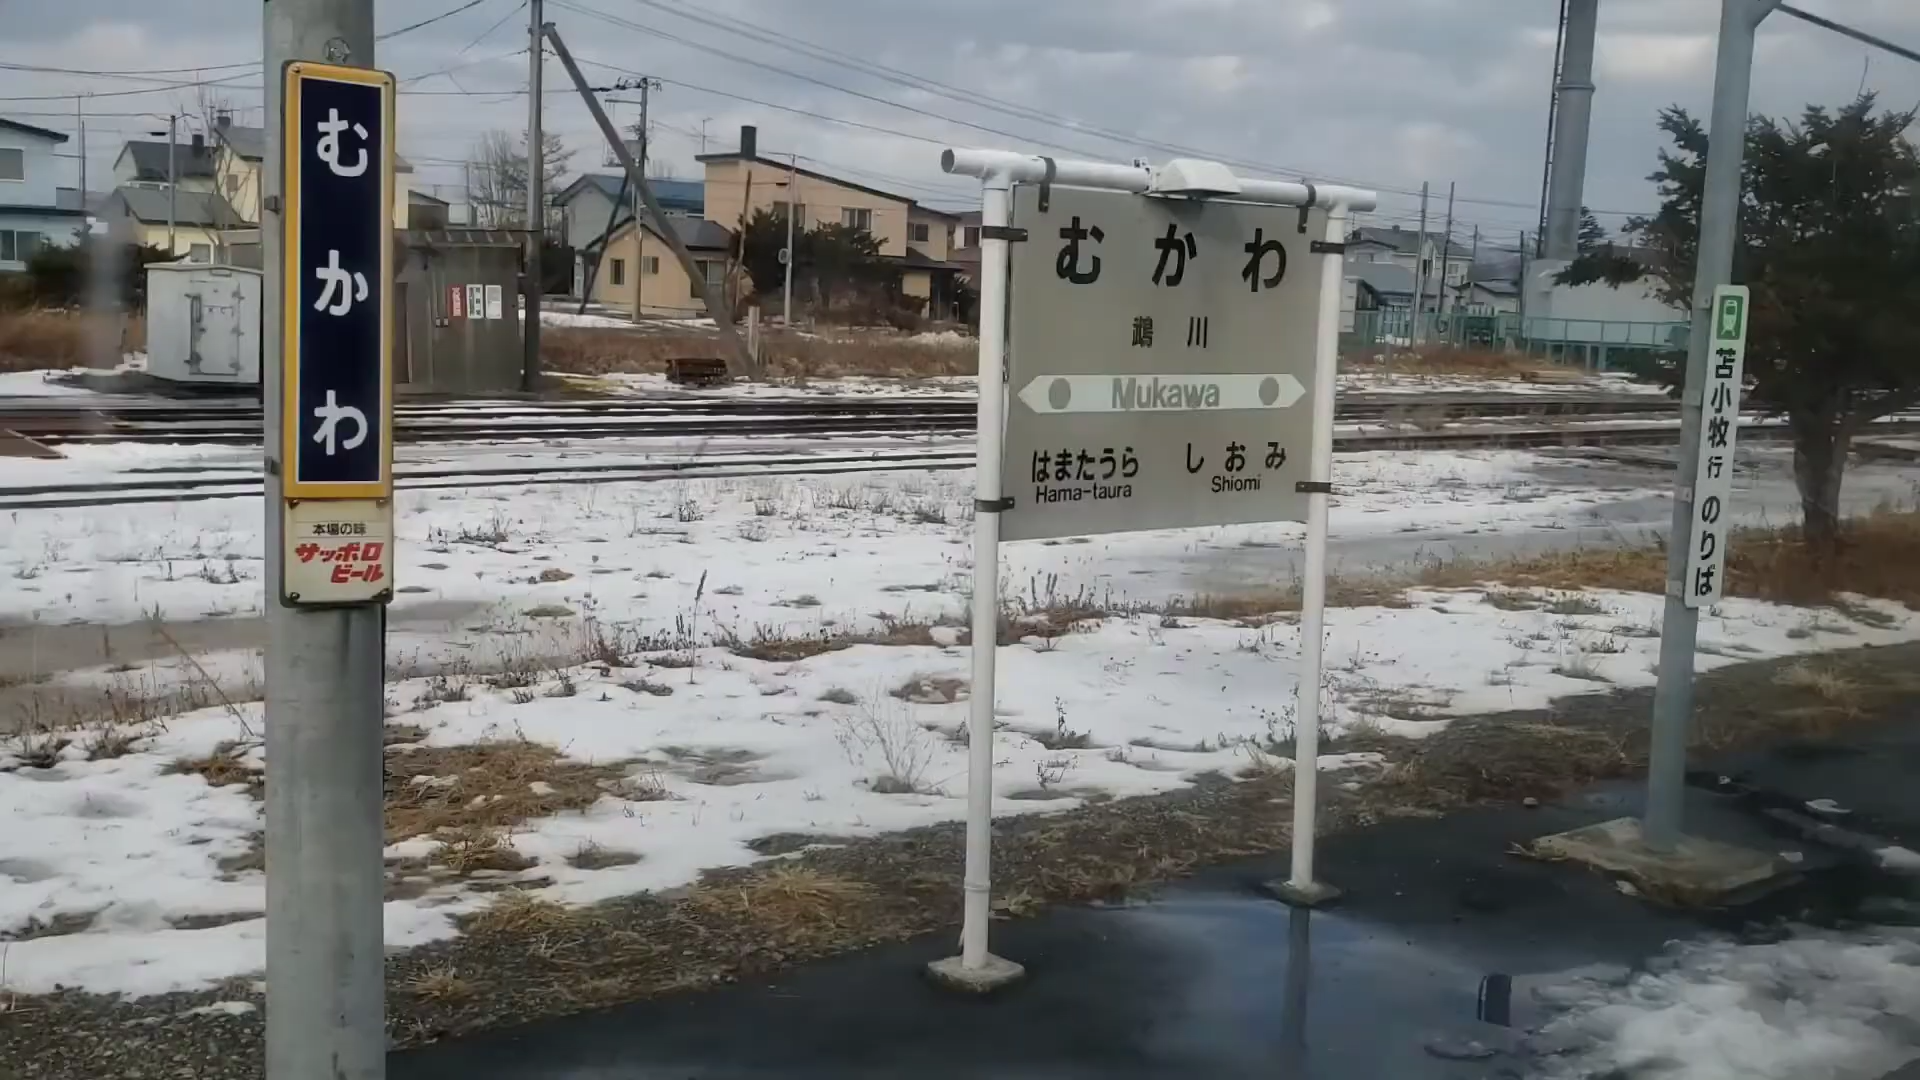 むかわ
本場の味
サッポロ
ビール
むかわ
鵡川
Mukawa
はまたうら
Hama-taura
しおみ
Shiomi
苫小牧行 のりば